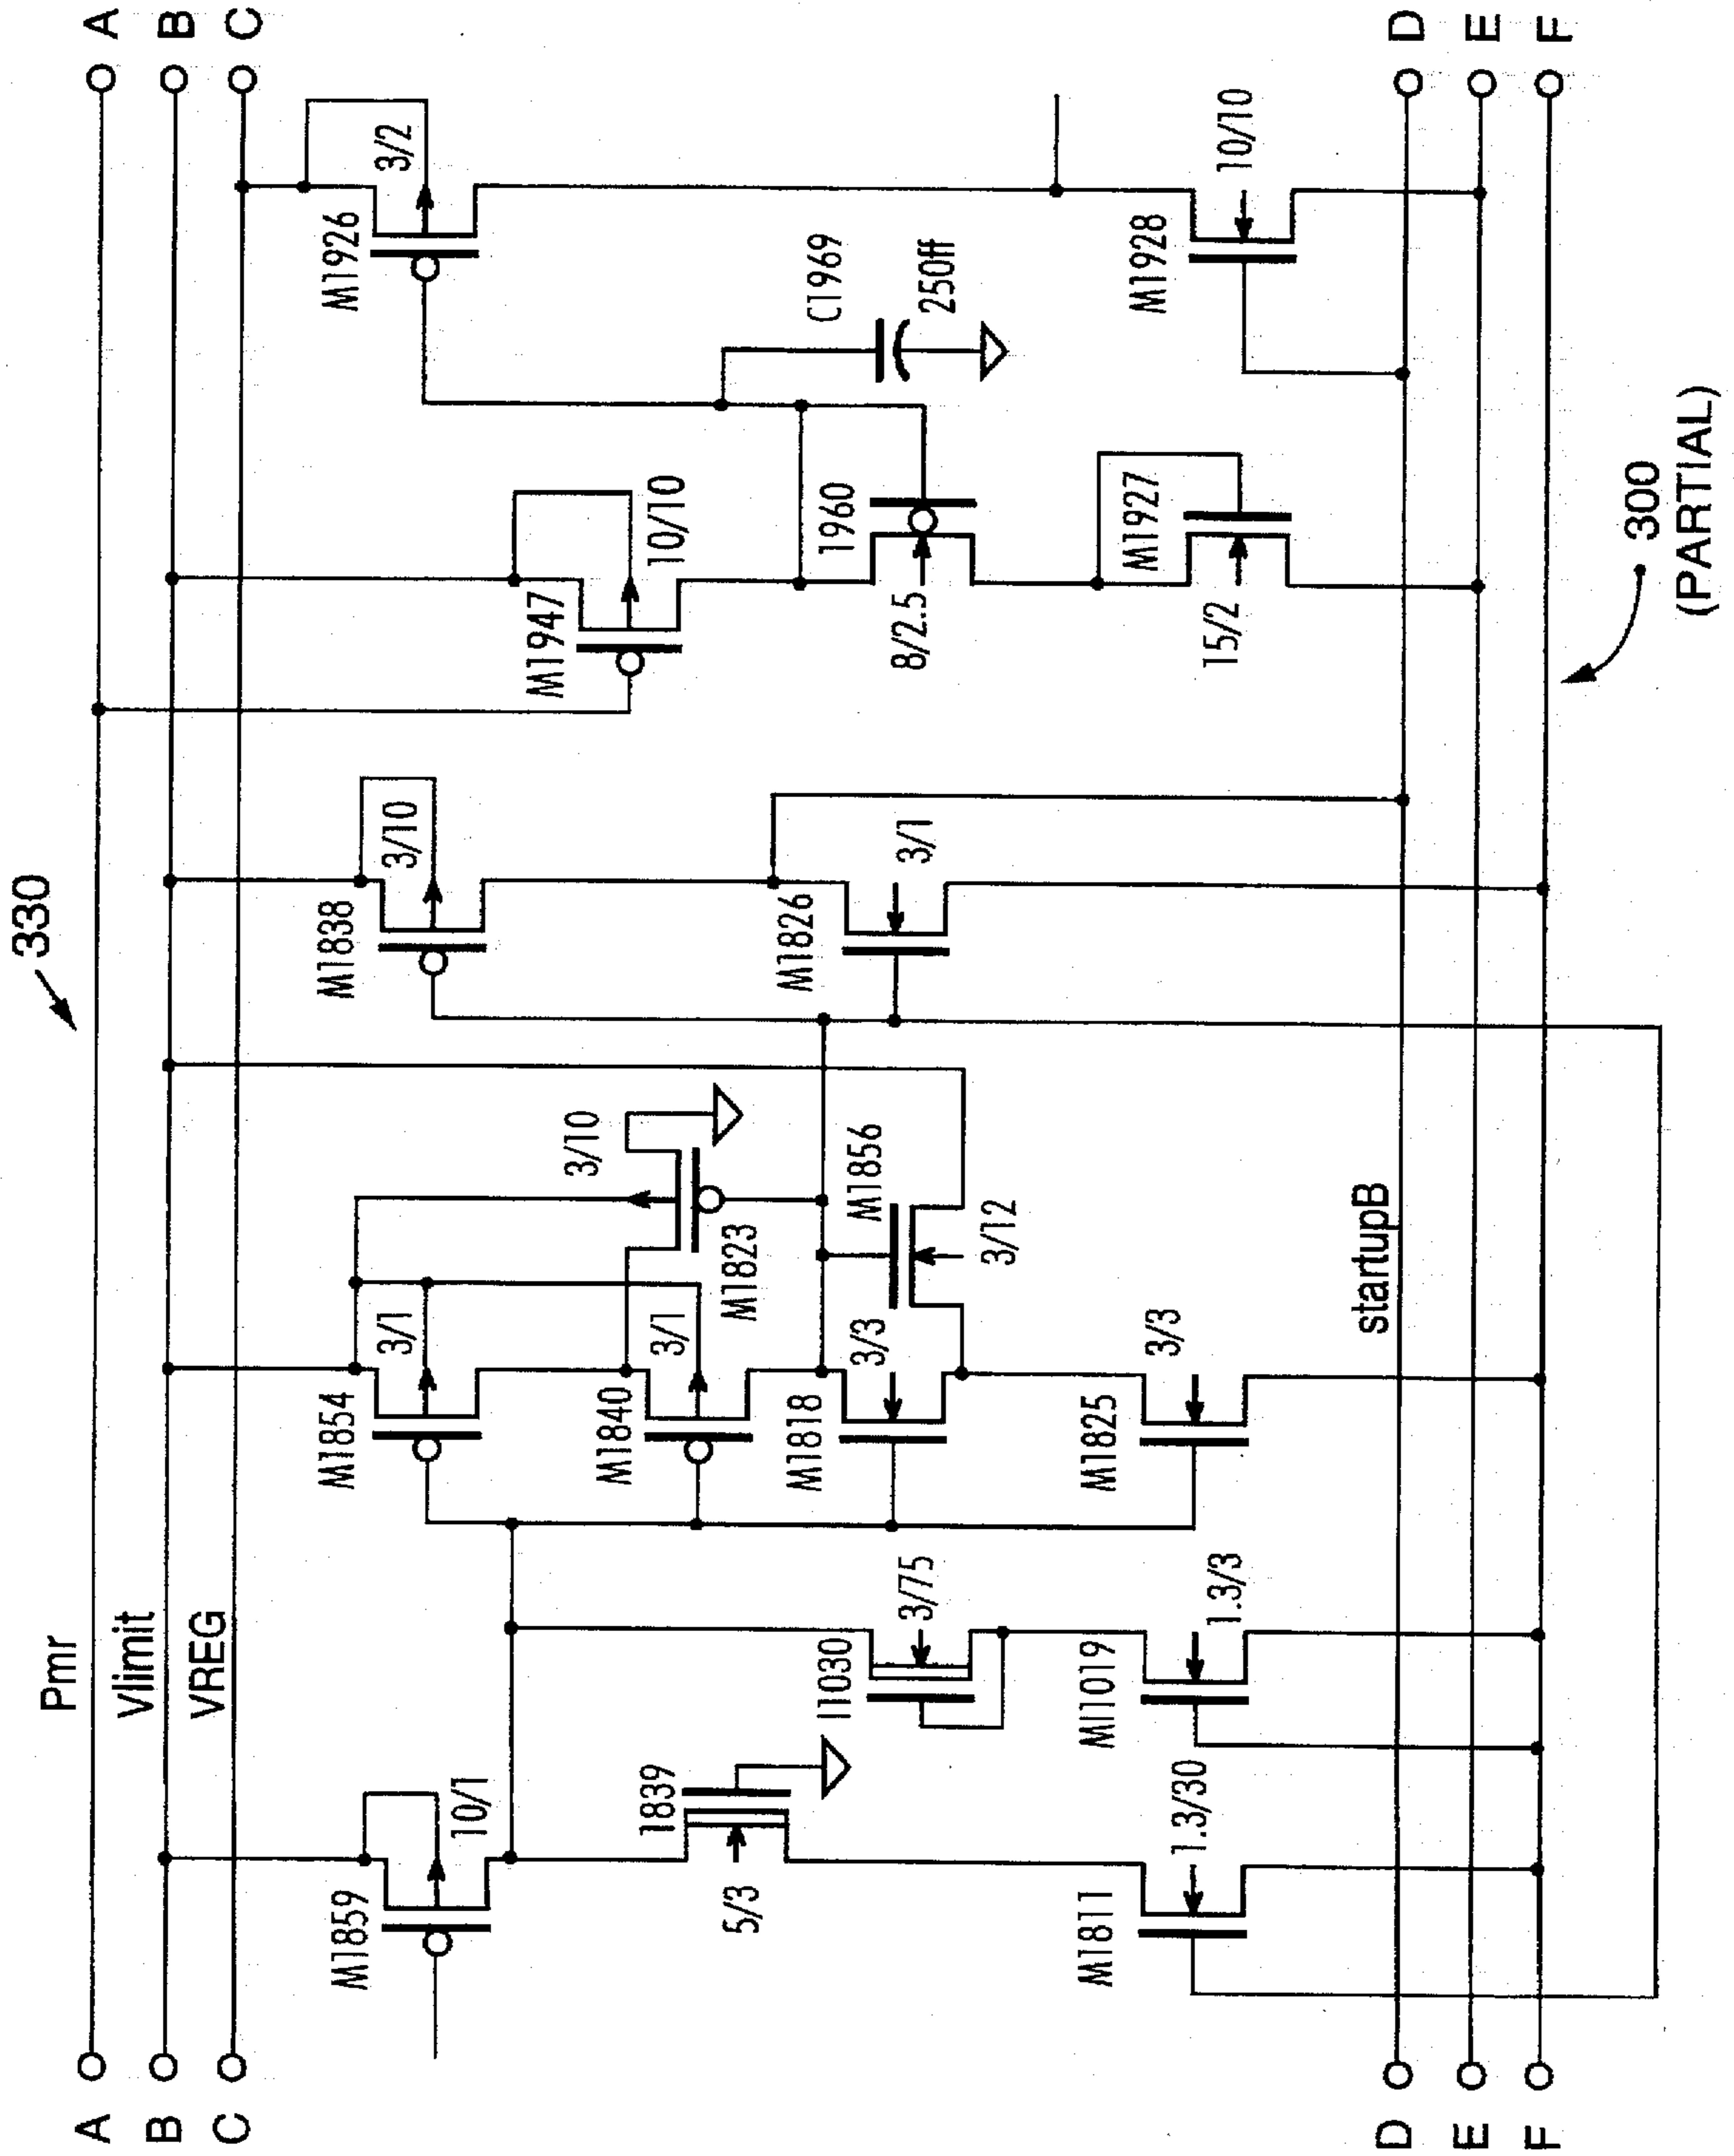 330
A
B
C
A
B
C
Pmr
Vlimit
VREG
M1859
10/1
1839
5/3
M1811
1.3/30
I1030
3/75
M11019
1.3/3
M1854
3/1
M1840
3/1
M1823
3/10
M1818
3/3
M1856
3/12
M1825
3/3
M1838
3/10
M1826
3/1
M1947
10/10
1960
8/2.5
M1927
15/2
M1926
3/2
C1969
250ff
M1928
10/10
startupB
D
E
F
D
E
F
300
(PARTIAL)